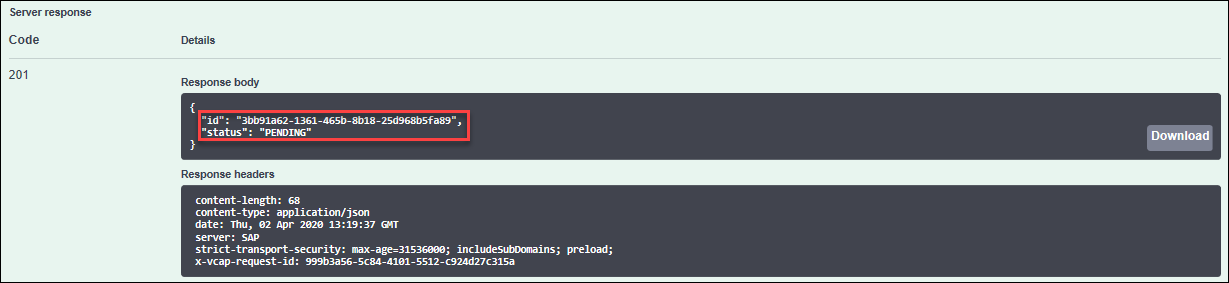 Server response
Code Details
201
Response body
{
"id": "3bb91a62-1361-465b-8b18-25d968b5fa89",
"status": "PENDING"
}
Download
Response headers
content-length: 68
content-type: application/json
date: Thu, 02 Apr 2020 13:19:37 GMT
server: SAP
strict-transport-security: max-age=31536000; includeSubDomains; preload;
x-vcap-request-id: 999b3a56-5c84-4101-5512-c924d27c315a